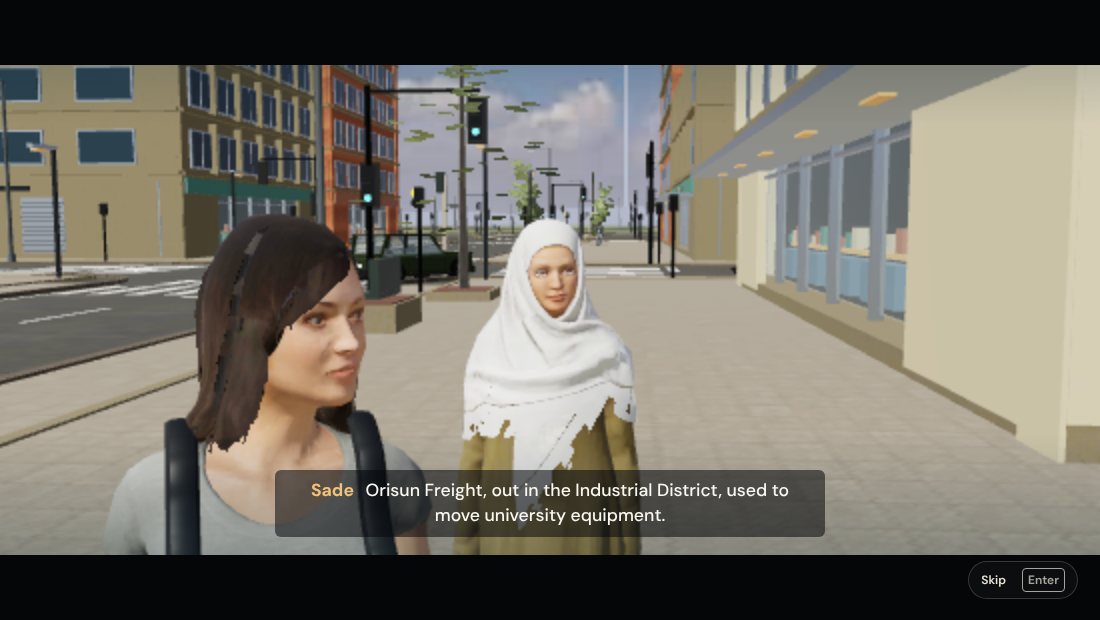 Sade Orisun Freight, out in the Industrial District, used to
move university equipment.
Skip Enter